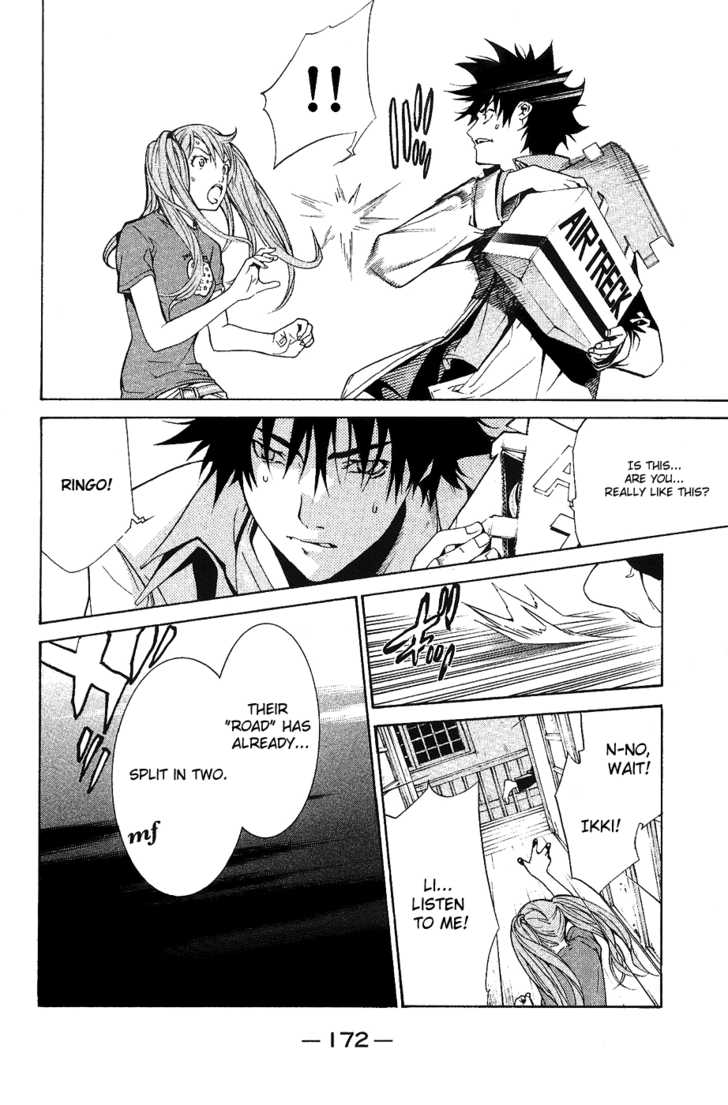 !!
AIR TRECK
IS THIS...
ARE YOU...
REALLY LIKE THIS?
RINGO!
N-NO,
WAIT!
IKKI!
LI...
LISTEN
TO ME!
THEIR
"ROAD" HAS
ALREADY...
SPLIT IN TWO.
mf
— 172 —